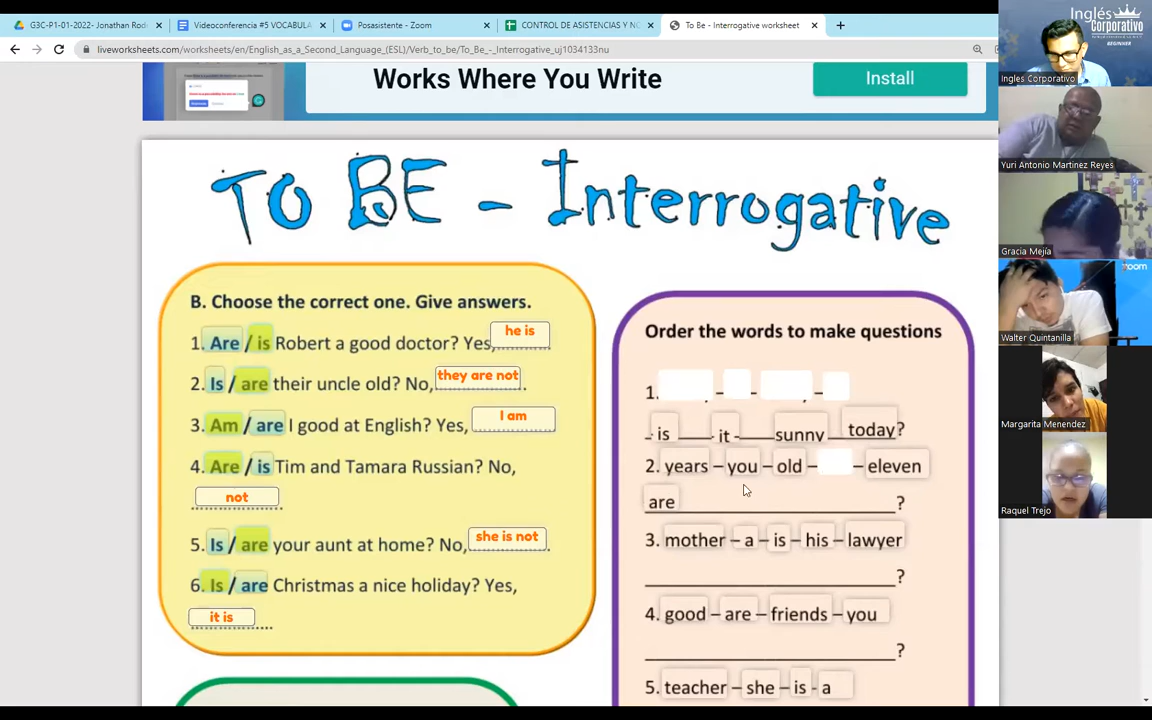 G3C-P1-01-2022- Jonathan Rod
Videoconferencia #5 VOCABULA
Posasistente - Zoom
CONTROL DE ASISTENCIAS Y NO
To Be - Interrogative worksheet
liveworksheets.com/worksheets/en/English_as_a_Second_Language_(ESL)/Verb_to_be/To_Be_-_Interrogative_uj1034133nu
Works Where You Write
Install
TO BE - Interrogative
B. Choose the correct one. Give answers.
1. Are / is Robert a good doctor? Yes, he is
2. Is / are their uncle old? No, they are not.
3. Am / are I good at English? Yes, I am
4. Are / is Tim and Tamara Russian? No,
not
5. Is / are your aunt at home? No, she is not.
6. Is / are Christmas a nice holiday? Yes,
it is
Order the words to make questions
1.
is it sunny today?
2. years – you – old – – eleven
are ?
3. mother – a – is – his – lawyer
?
4. good – are – friends – you
?
5. teacher – she – is - a
Inglés
Corporativo
BEGINNER
Ingles Corporativo
Yuri Antonio Martinez Reyes
Gracia Mejía
zoom
Walter Quintanilla
Margarita Menendez
Raquel Trejo